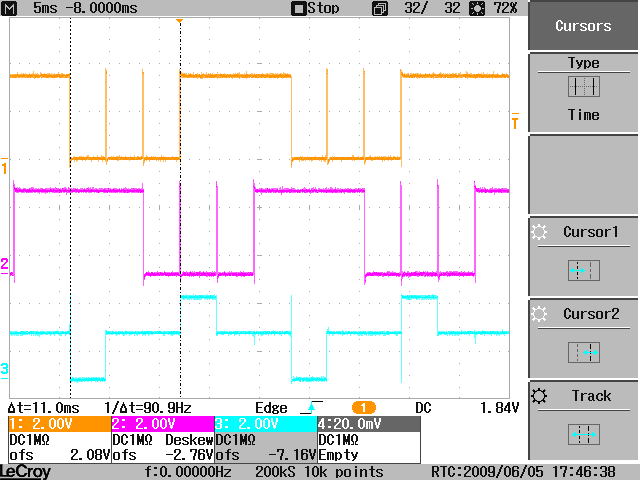 M 5ms -8.0000ms Stop 32/ 32 72%
Cursors
Type
Time
T
1
Cursor1
2
Cursor2
3
Track
Δt=11.0ms 1/Δt=90.9Hz Edge 1 DC 1.84V
1: 2.00V 2: 2.00V 3: 2.00V 4:20.0mV
DC1MΩ DC1MΩ Deskew DC1MΩ DC1MΩ
ofs 2.08V ofs -2.76V ofs -7.16V Empty
LeCroy f:0.00000Hz 200kS 10k points RTC:2009/06/05 17:46:38